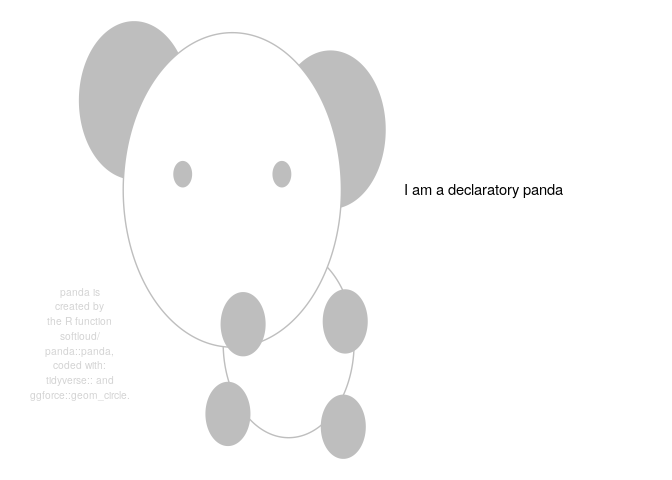 I am a declaratory panda
panda is
created by
the R function
softloud/
panda::panda,
coded with:
tidyverse:: and
ggforce::geom_circle.